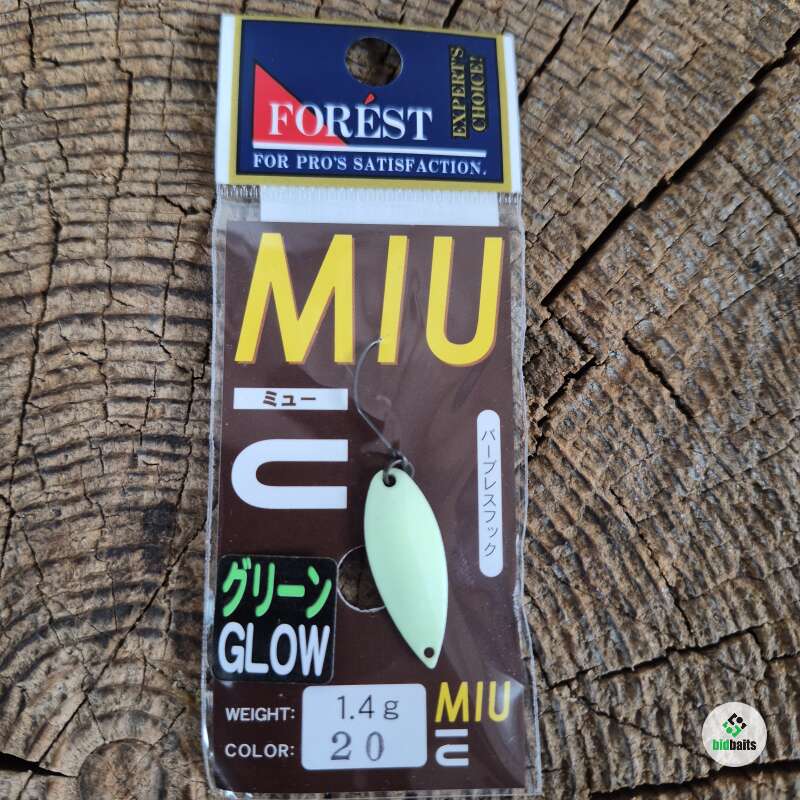 FORÉST
FOR PRO'S SATISFACTION.
EXPERT'S
CHOICE!
MIU
ミュー
バーブレスフック
グリーン
GLOW
WEIGHT: 1.4g
COLOR: 20
MIU
bidbaits